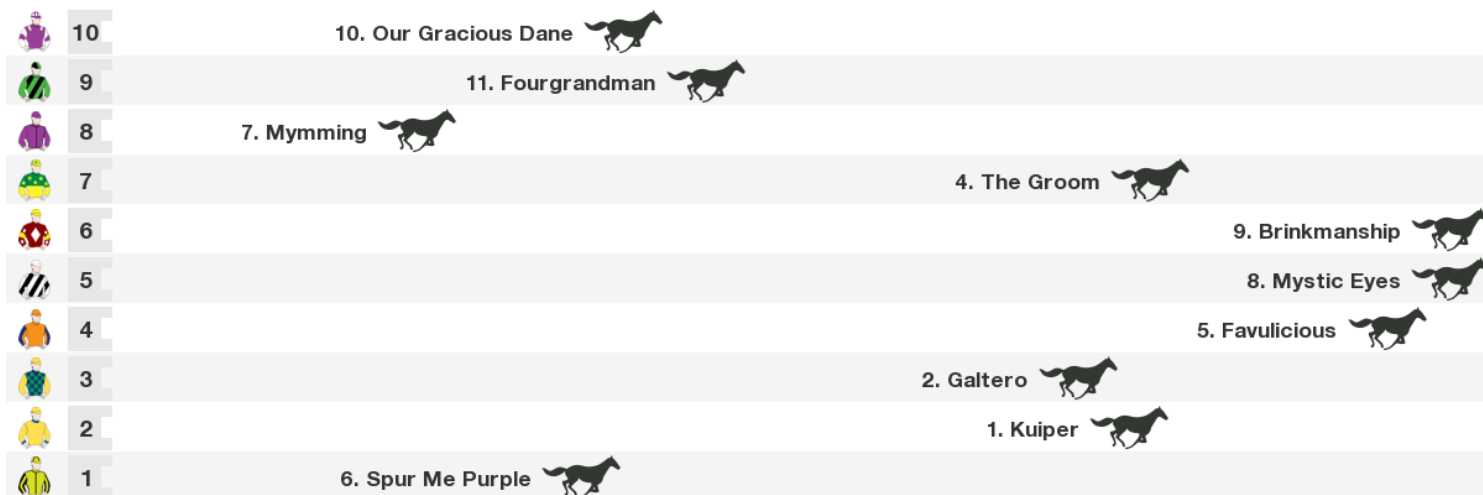 10 10. Our Gracious Dane
9 11. Fourgrandman
8 7. Mymming
7 4. The Groom
6 9. Brinkmanship
5 8. Mystic Eyes
4 5. Favulicious
3 2. Galtero
2 1. Kuiper
1 6. Spur Me Purple